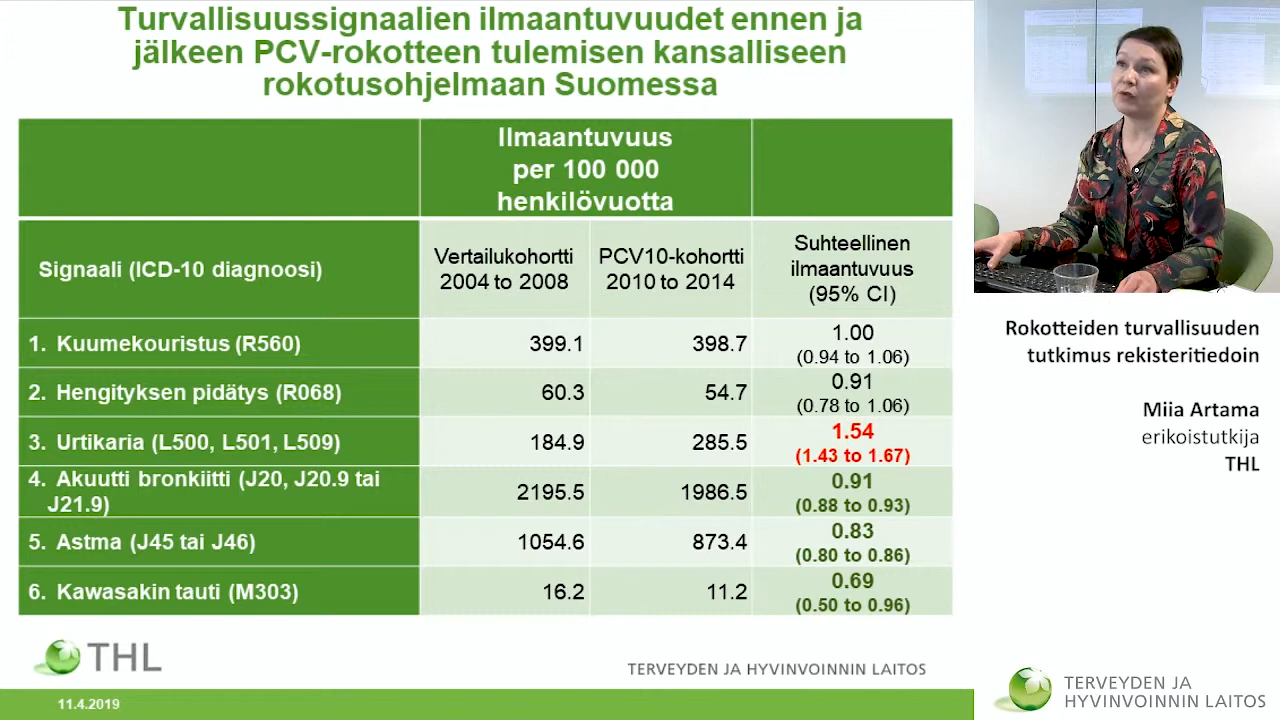 Turvallisuussignaalien ilmaantuvuudet ennen ja
jälkeen PCV-rokotteen tulemisen kansalliseen
rokotusohjelmaan Suomessa
Ilmaantuvuus
per 100 000
henkilövuotta
Signaali (ICD-10 diagnoosi)
Vertailukohortti
2004 to 2008
PCV10-kohortti
2010 to 2014
Suhteellinen
ilmaantuvuus
(95% CI)
1. Kuumekouristus (R560) 399.1 398.7 1.00
(0.94 to 1.06)
2. Hengityksen pidätys (R068) 60.3 54.7 0.91
(0.78 to 1.06)
3. Urtikaria (L500, L501, L509) 184.9 285.5 1.54
(1.43 to 1.67)
4. Akuutti bronkiitti (J20, J20.9 tai
J21.9) 2195.5 1986.5 0.91
(0.88 to 0.93)
5. Astma (J45 tai J46) 1054.6 873.4 0.83
(0.80 to 0.86)
6. Kawasakin tauti (M303) 16.2 11.2 0.69
(0.50 to 0.96)
THL
TERVEYDEN JA HYVINVOINNIN LAITOS
11.4.2019
Rokotteiden turvallisuuden
tutkimus rekisteritiedoin
Miia Artama
erikoistutkija
THL
TERVEYDEN JA
HYVINVOINNIN LAITOS